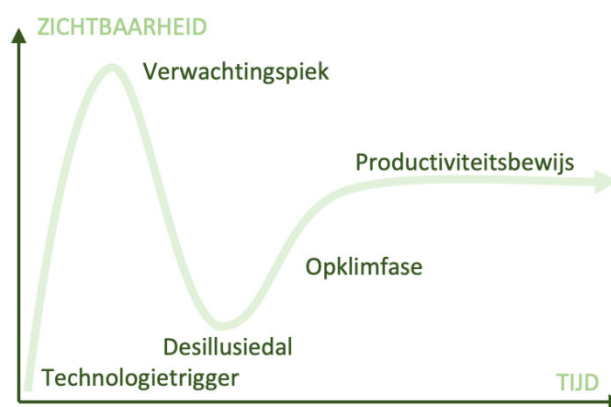 ZICHTBAARHEID
Verwachtingspiek
Productiviteitsbewijs
Opklimfase
Desillusiedal
Technologietrigger
TIJD